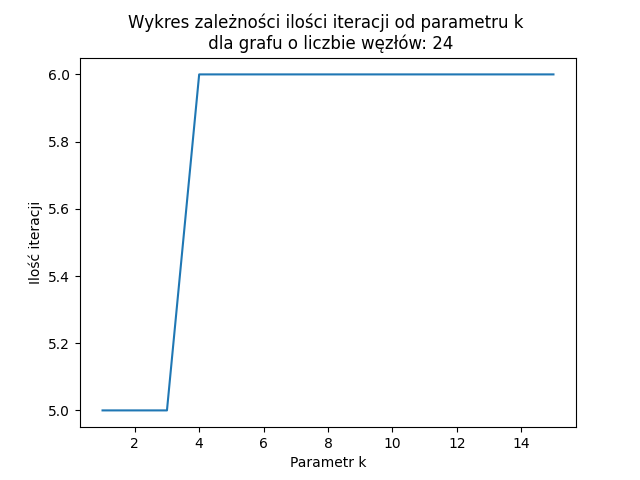 Wykres zależności ilości iteracji od parametru k
dla grafu o liczbie węzłów: 24
6.0
5.8
5.6
5.4
5.2
5.0
Ilość iteracji
2 4 6 8 10 12 14
Parametr k